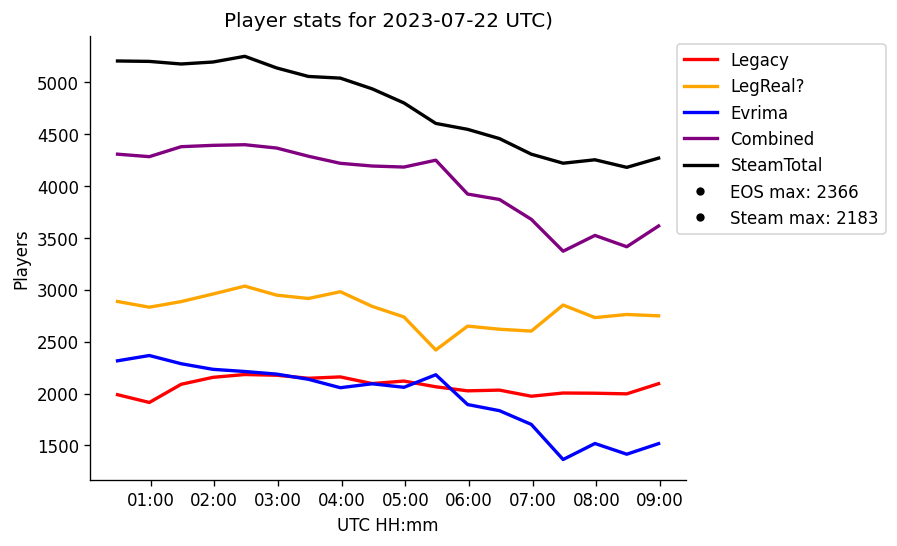 Player stats for 2023-07-22 UTC)
Legacy
LegReal?
Evrima
Combined
SteamTotal
EOS max: 2366
Steam max: 2183
Players
5000
4500
4000
3500
3000
2500
2000
1500
01:00 02:00 03:00 04:00 05:00 06:00 07:00 08:00 09:00
UTC HH:mm